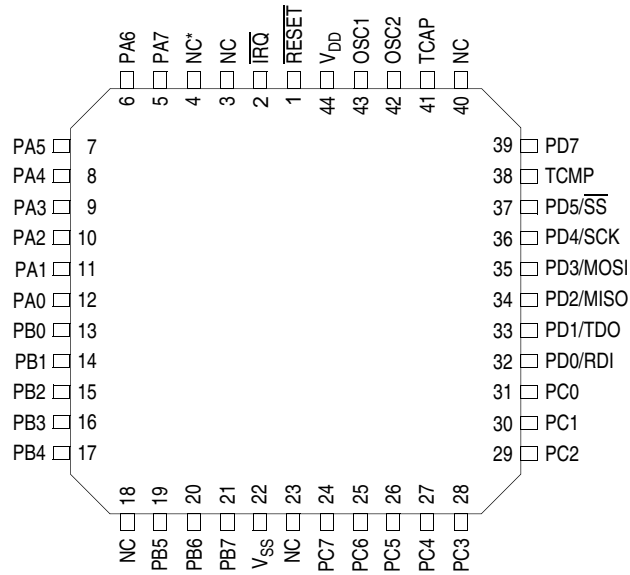 PA6 PA7 NC* NC IRQ RESET VDD OSC1 OSC2 TCAP NC
6 5 4 3 2 1 44 43 42 41 40
PA5 7 39 PD7
PA4 8 38 TCMP
PA3 9 37 PD5/SS
PA2 10 36 PD4/SCK
PA1 11 35 PD3/MOSI
PA0 12 34 PD2/MISO
PB0 13 33 PD1/TDO
PB1 14 32 PD0/RDI
PB2 15 31 PC0
PB3 16 30 PC1
PB4 17 29 PC2
18 19 20 21 22 23 24 25 26 27 28
NC PB5 PB6 PB7 VSS NC PC7 PC6 PC5 PC4 PC3